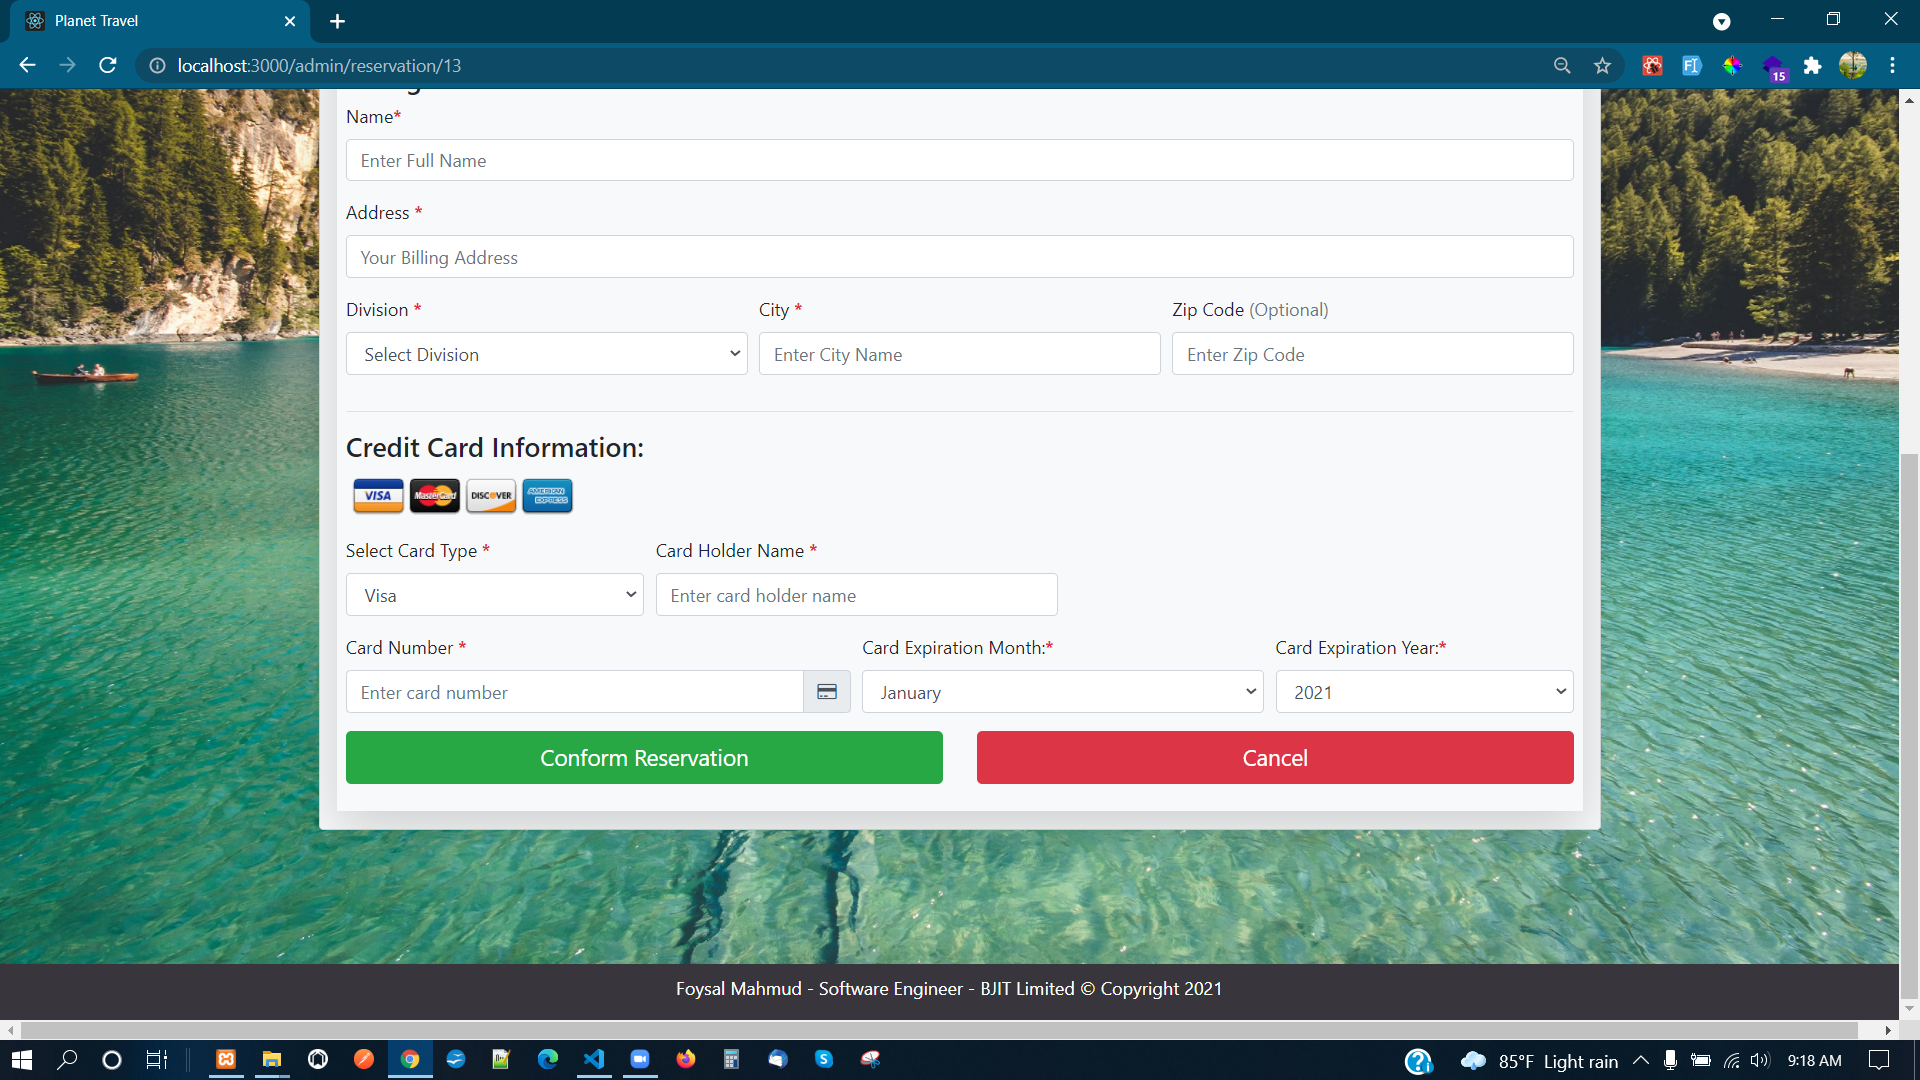 Planet Travel
localhost:3000/admin/reservation/13
15
Name*
Enter Full Name
Address *
Your Billing Address
Division * City * Zip Code (Optional)
Select Division Enter City Name Enter Zip Code
Credit Card Information:
VISA MasterCard DISCOVER AMERICAN EXPRESS
Select Card Type * Card Holder Name *
Visa Enter card holder name
Card Number * Card Expiration Month:* Card Expiration Year:*
Enter card number January 2021
Conform Reservation Cancel
Foysal Mahmud - Software Engineer - BJIT Limited © Copyright 2021
85°F Light rain 9:18 AM